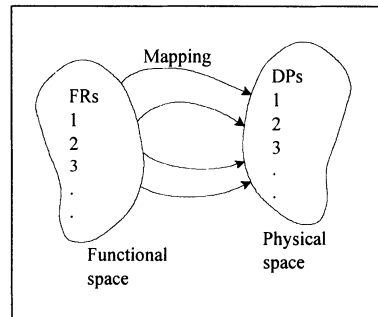 Mapping
FRs
1
2
3
.
.
Functional
space
DPs
1
2
3
.
.
Physical
space